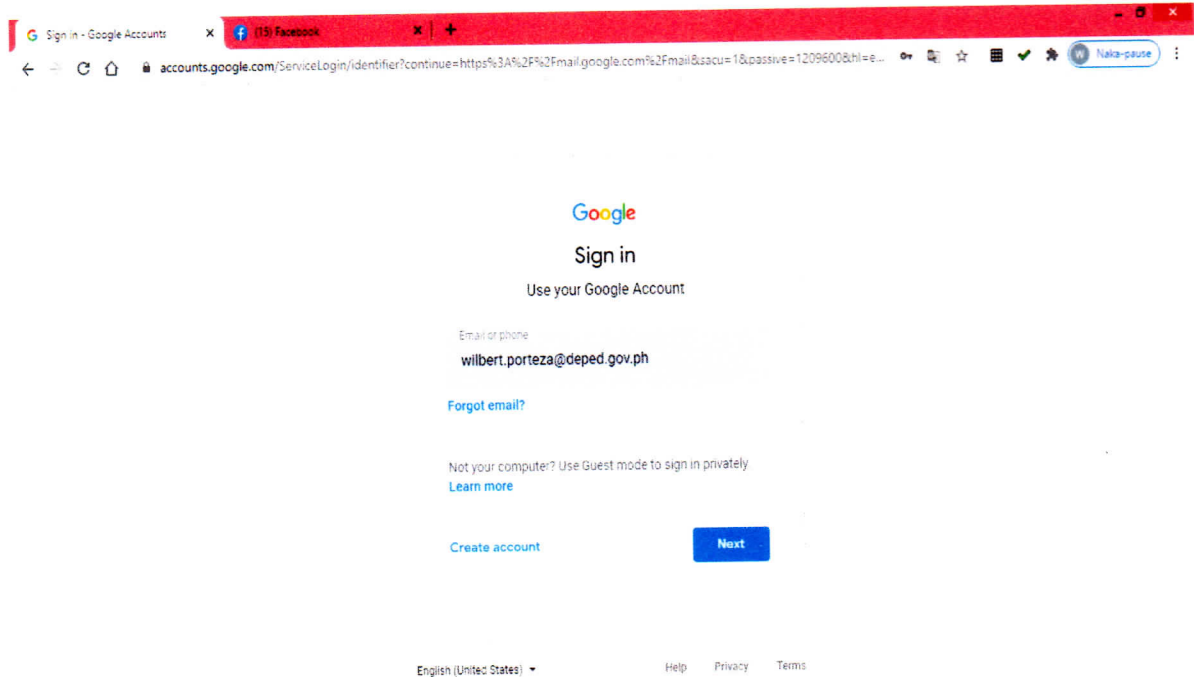 Sign in - Google Accounts
(15) Facebook
accounts.google.com/ServiceLogin/identifier?continue=https%3A%2F%2Fmail.google.com%2Fmail&sacu=1&passive=1209600&hl=e...
W Naka-pause
Google
Sign in
Use your Google Account
Email or phone
wilbert.porteza@deped.gov.ph
Forgot email?
Not your computer? Use Guest mode to sign in privately
Learn more
Create account
Next
English (United States)
Help Privacy Terms